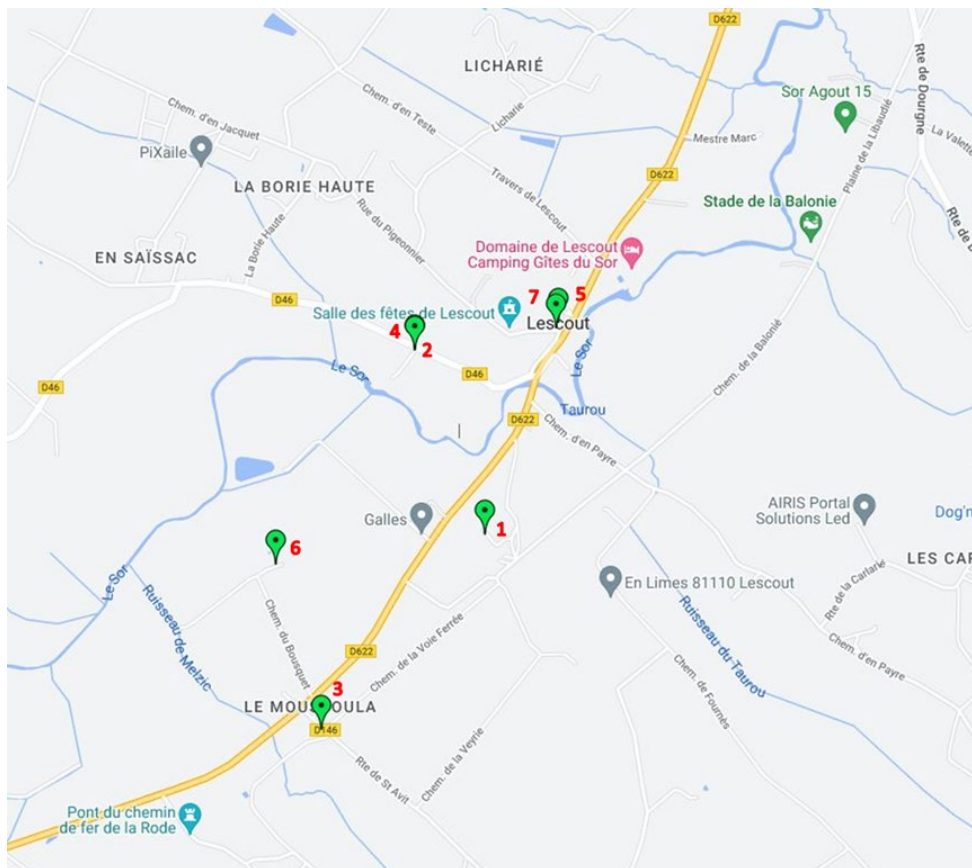 D622
LICHARIÉ
Rte de Dourgne
Sor Agout 15
Chem. d'en Teste
Chem. d'en Jacquet
Licharie
La Valette
Mestre Marc
PiXaile
Plaine de la Libaudié
D622
LA BORIE HAUTE
Travers de Lescout
Stade de la Balonie
Rue du Pigeonnier
Rte de
La Borie Haute
Domaine de Lescout
Camping Gîtes du Sor
EN SAÏSSAC
D46
7
5
Salle des fêtes de Lescout
Lescout
4
2
Le Sor
Chem. de la Balonié
Le Sor
D46
D46
Taurou
D622
Chem. d'en Payre
AIRIS Portal
Solutions Led
Galles
1
Dog'n
6
LES CAR
En Limes 81110 Lescout
Le Sor
Ruisseau de Melzic
Rte de la Carlarié
Ruisseau du Taurou
Chem. du Bousquet
D622
Chem. de la Voie Ferrée
Chem. d'en Payre
3
LE MOUS OULA
D146
Chem. de Fournès
Chem. de la Veyrie
Rte de St Avit
Pont du chemin
de fer de la Rode